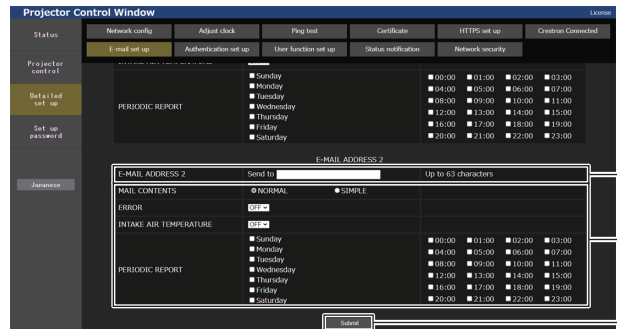 Projector Control Window
License
Status
Network config
Adjust clock
Ping test
Certificate
HTTPS set up
Crestron Connected
E-mail set up
Authentication set up
User function set up
Status notification
Network security
Projector
control
Detailed
set up
Set up
password
Japanese
INTAKE AIR TEMPERATURE
PERIODIC REPORT
Sunday
Monday
Tuesday
Wednesday
Thursday
Friday
Saturday
00:00 01:00 02:00 03:00
04:00 05:00 06:00 07:00
08:00 09:00 10:00 11:00
12:00 13:00 14:00 15:00
16:00 17:00 18:00 19:00
20:00 21:00 22:00 23:00
E-MAIL ADDRESS 2
E-MAIL ADDRESS 2 Send to Up to 63 characters
MAIL CONTENTS NORMAL SIMPLE
ERROR OFF
INTAKE AIR TEMPERATURE OFF
PERIODIC REPORT
Sunday
Monday
Tuesday
Wednesday
Thursday
Friday
Saturday
00:00 01:00 02:00 03:00
04:00 05:00 06:00 07:00
08:00 09:00 10:00 11:00
12:00 13:00 14:00 15:00
16:00 17:00 18:00 19:00
20:00 21:00 22:00 23:00
Submit